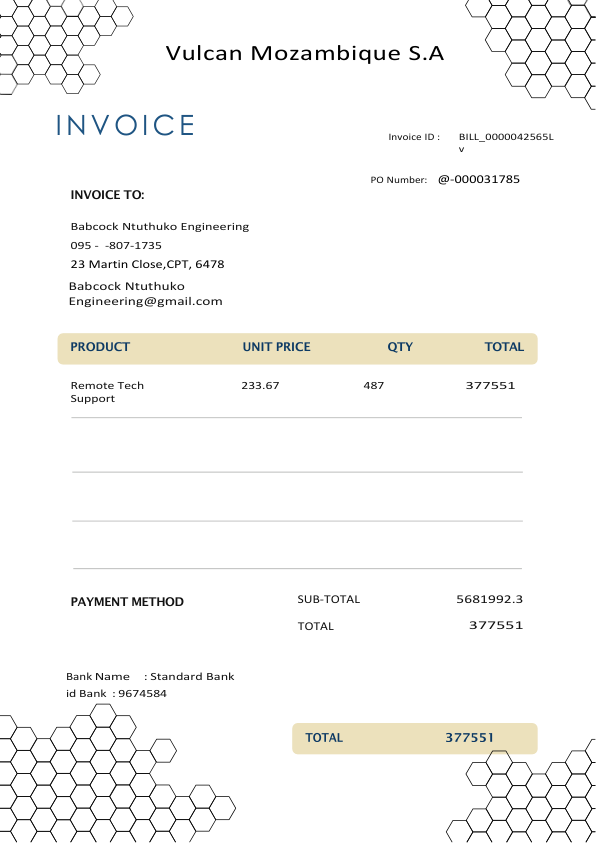 Vulcan Mozambique S.A
INVOICE
Invoice ID : BILL_0000042565L
v
PO Number: @-000031785
INVOICE TO:
Babcock Ntuthuko Engineering
095 - -807-1735
23 Martin Close,CPT, 6478
Babcock Ntuthuko
Engineering@gmail.com
PRODUCT UNIT PRICE QTY TOTAL
Remote Tech 233.67 487 377551
Support
PAYMENT METHOD SUB-TOTAL 5681992.3
TOTAL 377551
Bank Name : Standard Bank
id Bank : 9674584
TOTAL 377551